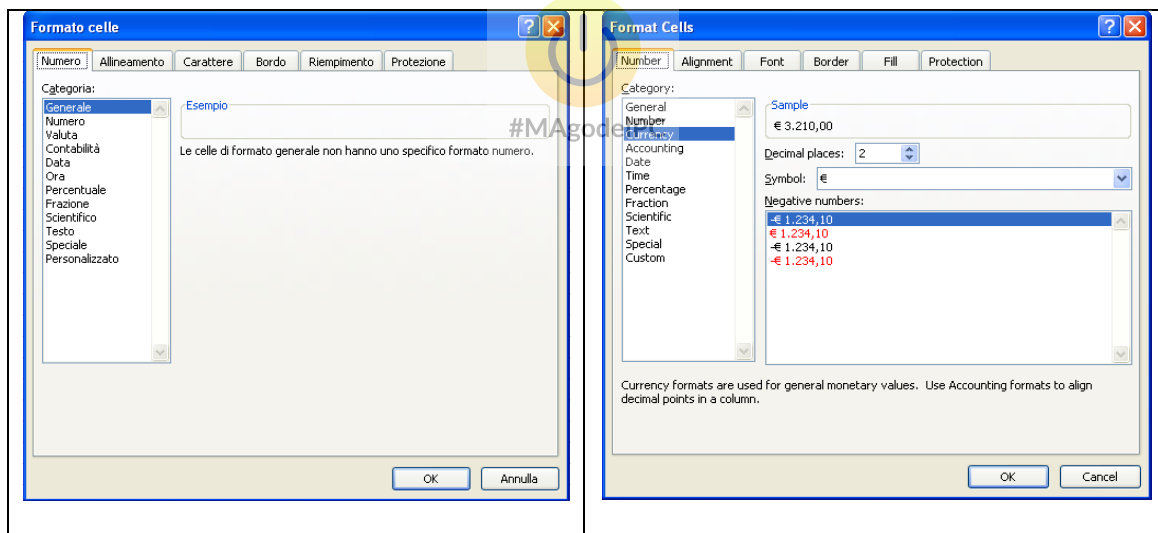 Formato celle
Numero Allineamento Carattere Bordo Riempimento Protezione
Categoria:
Generale
Numero
Valuta
Contabilità
Data
Ora
Percentuale
Frazione
Scientifico
Testo
Speciale
Personalizzato
Esempio
Le celle di formato generale non hanno uno specifico formato numero.
OK Annulla
#MAgodelPC
Format Cells
Number Alignment Font Border Fill Protection
Category:
General
Number
Currency
Accounting
Date
Time
Percentage
Fraction
Scientific
Text
Special
Custom
Sample
€ 3.210,00
Decimal places: 2
Symbol: €
Negative numbers:
-€ 1.234,10
€ 1.234,10
-€ 1.234,10
-€ 1.234,10
Currency formats are used for general monetary values. Use Accounting formats to align
decimal points in a column.
OK Cancel